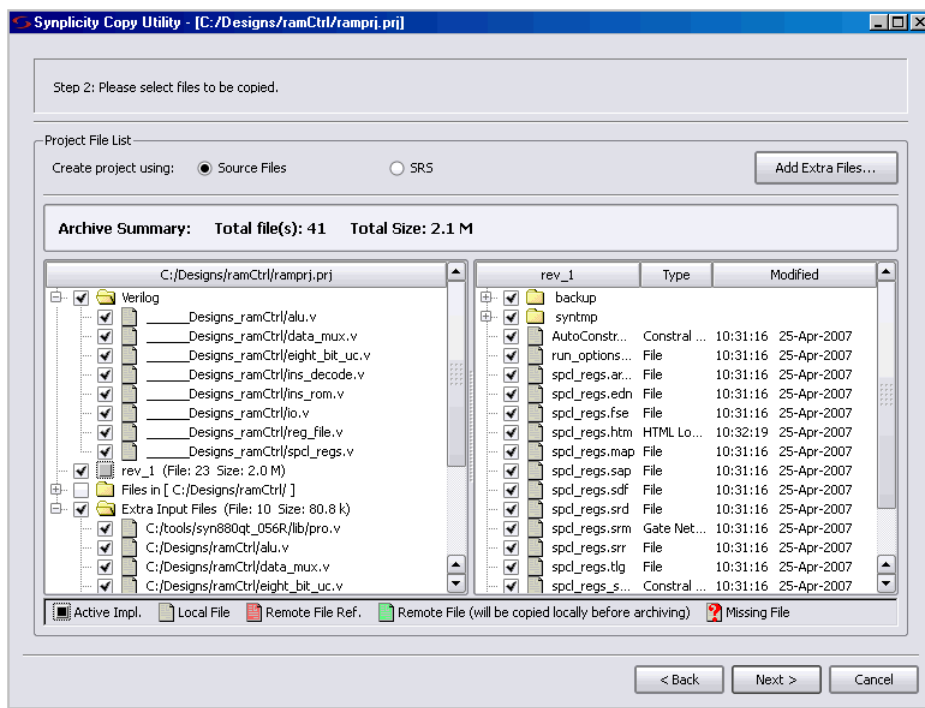 Synplicity Copy Utility - [C:/Designs/ramCtrl/ramprj.prj]
Step 2: Please select files to be copied.
Project File List
Create project using: Source Files SRS Add Extra Files...
Archive Summary: Total file(s): 41 Total Size: 2.1 M
C:/Designs/ramCtrl/ramprj.prj
Verilog
______Designs_ramCtrl/alu.v
______Designs_ramCtrl/data_mux.v
______Designs_ramCtrl/eight_bit_uc.v
______Designs_ramCtrl/ins_decode.v
______Designs_ramCtrl/ins_rom.v
______Designs_ramCtrl/io.v
______Designs_ramCtrl/reg_file.v
______Designs_ramCtrl/spcl_regs.v
rev_1 (File: 23 Size: 2.0 M)
Files in [ C:/Designs/ramCtrl/ ]
Extra Input Files (File: 10 Size: 80.8 k)
C:/tools/syn880qt_056R/lib/pro.v
C:/Designs/ramCtrl/alu.v
C:/Designs/ramCtrl/data_mux.v
C:/Designs/ramCtrl/eight_bit_uc.v
rev_1 Type Modified
backup
syntmp
AutoConstr... Constrai ... 10:31:16 25-Apr-2007
run_options... File 10:31:16 25-Apr-2007
spcl_regs.ar... File 10:31:16 25-Apr-2007
spcl_regs.edn File 10:31:16 25-Apr-2007
spcl_regs.fse File 10:31:16 25-Apr-2007
spcl_regs.htm HTML Lo... 10:32:19 25-Apr-2007
spcl_regs.map File 10:31:16 25-Apr-2007
spcl_regs.sap File 10:31:16 25-Apr-2007
spcl_regs.sdf File 10:31:16 25-Apr-2007
spcl_regs.srd File 10:31:16 25-Apr-2007
spcl_regs.srm Gate Net... 10:31:16 25-Apr-2007
spcl_regs.srr File 10:31:16 25-Apr-2007
spcl_regs.tlg File 10:31:16 25-Apr-2007
spcl_regs_s... Constrai ... 10:31:16 25-Apr-2007
Active Impl. Local File Remote File Ref. Remote File (will be copied locally before archiving) Missing File
< Back Next > Cancel